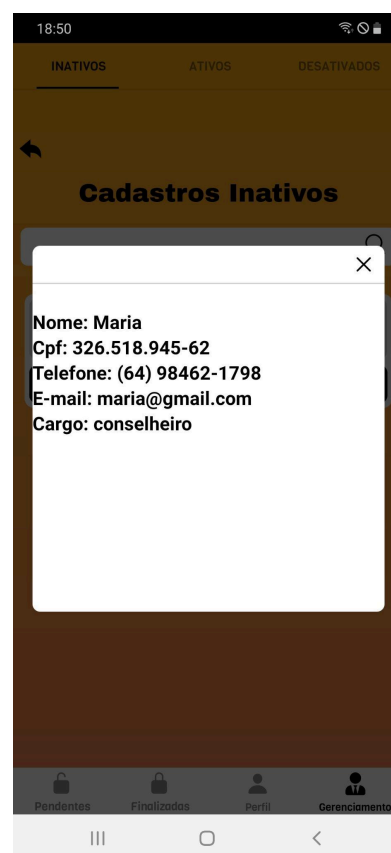 18:50
INATIVOS ATIVOS DESATIVADOS
Cadastros Inativos
Nome: Maria
Cpf: 326.518.945-62
Telefone: (64) 98462-1798
E-mail: maria@gmail.com
Cargo: conselheiro
Pendentes Finalizadas Perfil Gerenciamento